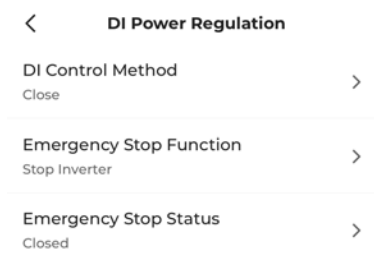 DI Power Regulation
DI Control Method
Close
Emergency Stop Function
Stop Inverter
Emergency Stop Status
Closed